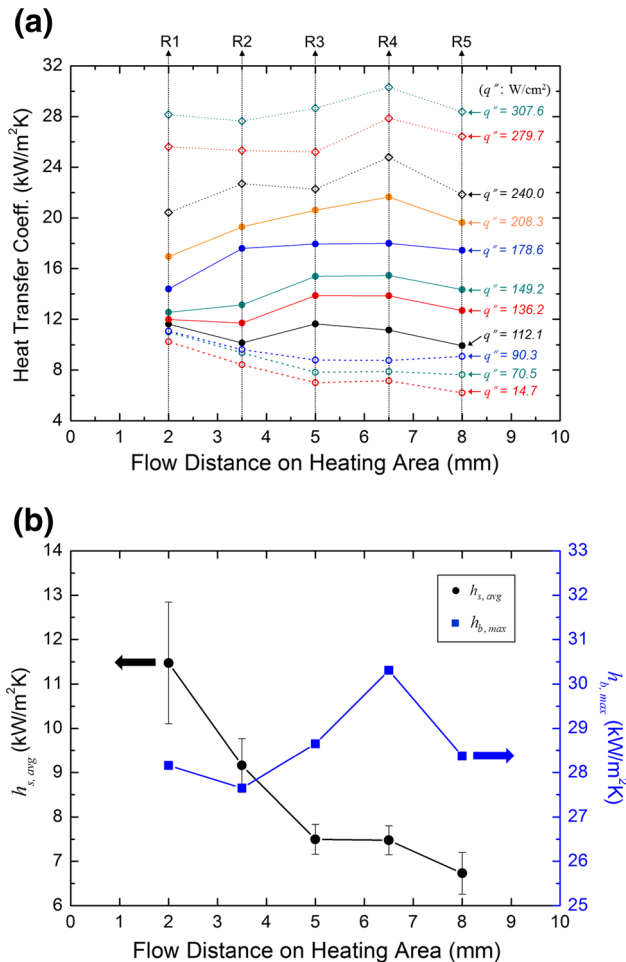 (a)
R1 R2 R3 R4 R5
32
28
24
20
16
12
8
4
Heat Transfer Coeff. (kW/m²K)
(q″: W/cm²)
q″ = 307.6
q″ = 279.7
q″ = 240.0
q″ = 208.3
q″ = 178.6
q″ = 149.2
q″ = 136.2
q″ = 112.1
q″ = 90.3
q″ = 70.5
q″ = 14.7
0 1 2 3 4 5 6 7 8 9 10
Flow Distance on Heating Area (mm)
(b)
14
13
12
11
10
9
8
7
6
h_s, avg (kW/m²K)
h_s, avg
h_b, max
33
32
31
30
29
28
27
26
25
h_b, max (kW/m²K)
0 1 2 3 4 5 6 7 8 9 10
Flow Distance on Heating Area (mm)